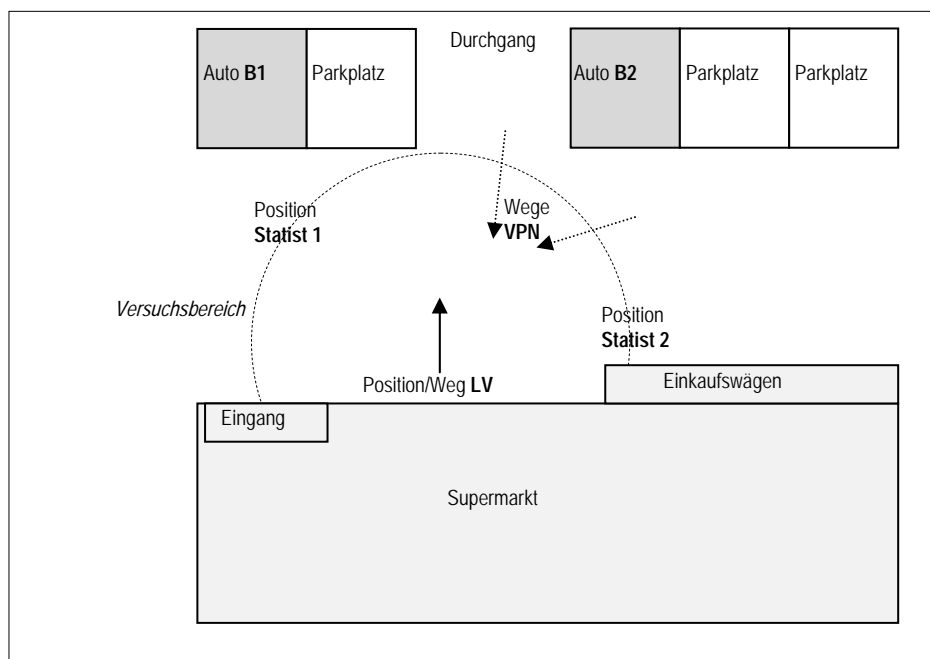 Durchgang
Auto B1
Parkplatz
Auto B2
Parkplatz
Parkplatz
Position
Statist 1
Wege
VPN
Versuchsbereich
Position
Statist 2
Position/Weg LV
Einkaufswägen
Eingang
Supermarkt